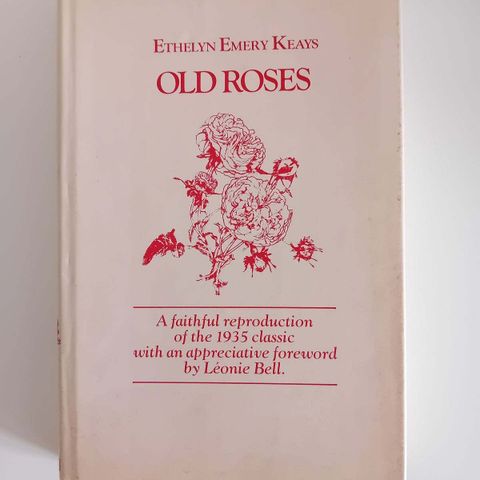 ETHELYN EMERY KEAYS
OLD ROSES
A faithful reproduction
of the 1935 classic
with an appreciative foreword
by Léonie Bell.